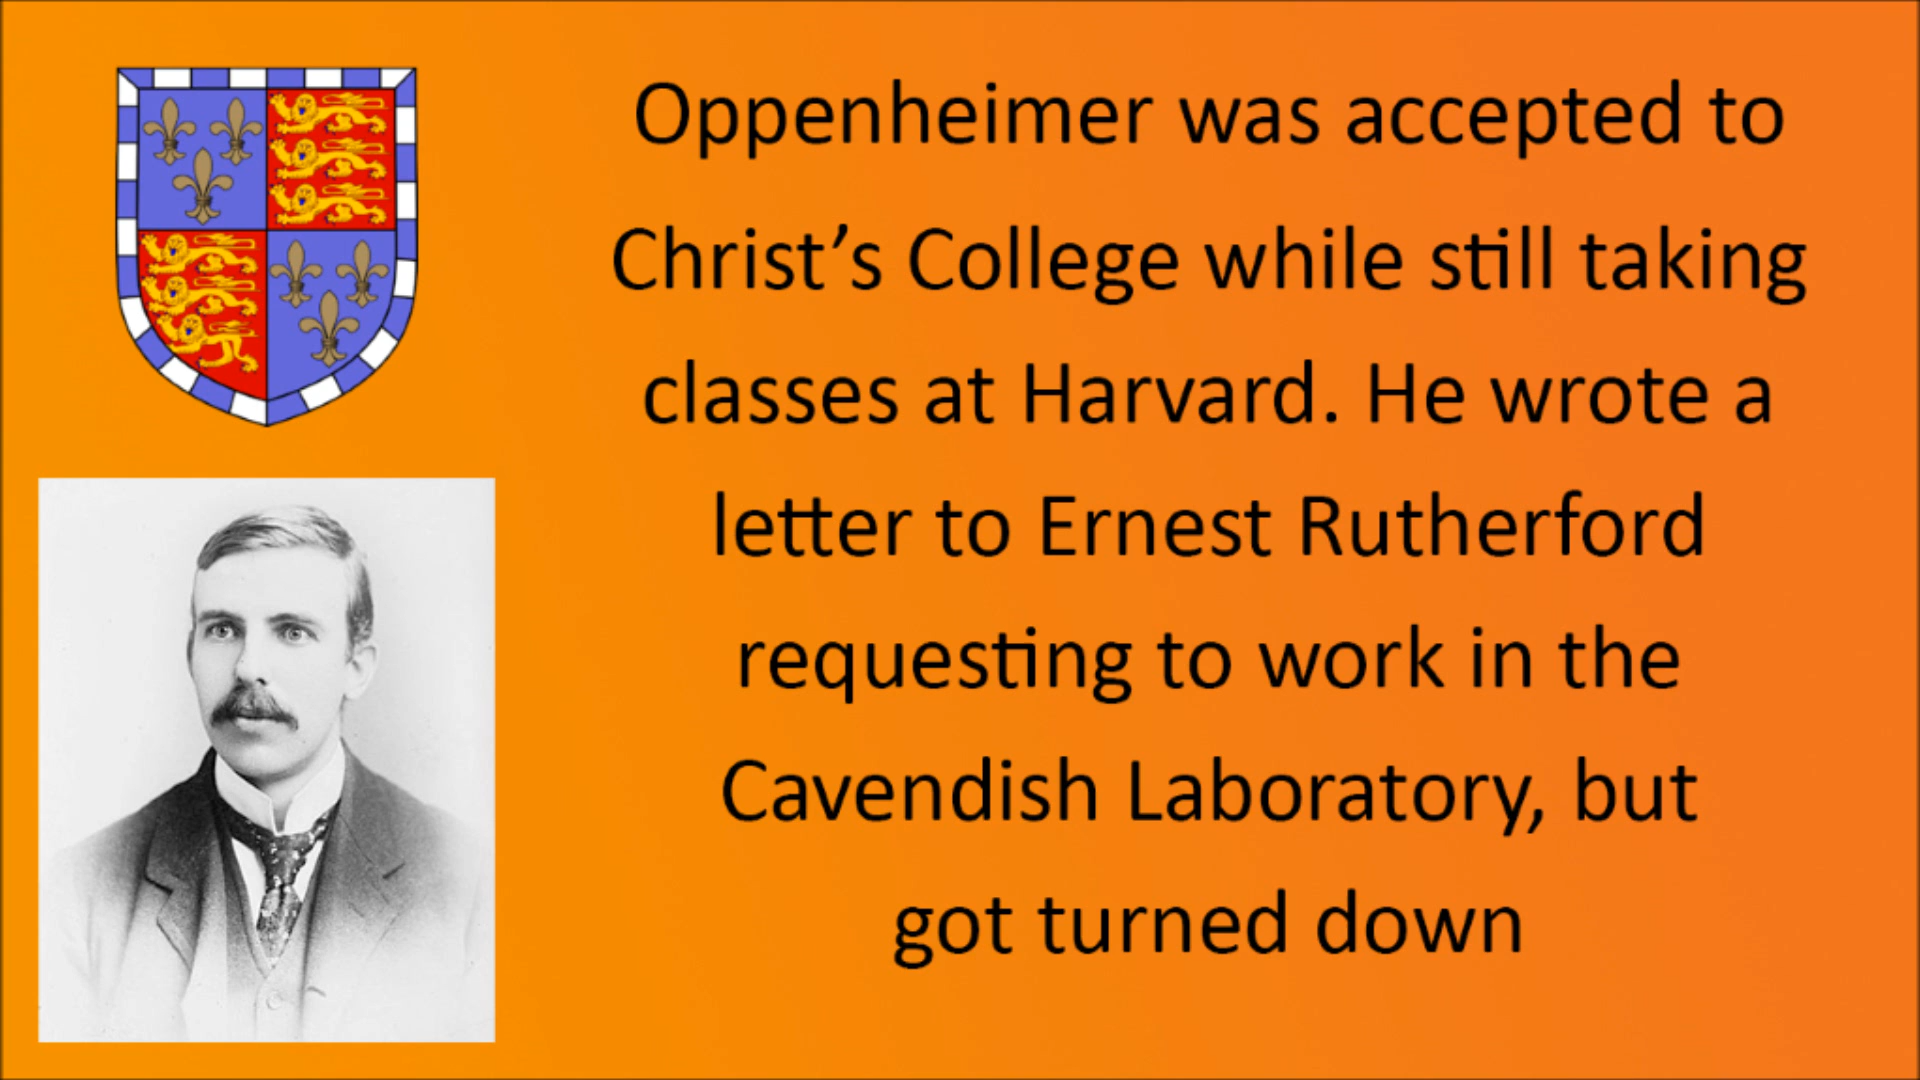 Oppenheimer was accepted to
Christ’s College while still taking
classes at Harvard. He wrote a
letter to Ernest Rutherford
requesting to work in the
Cavendish Laboratory, but
got turned down